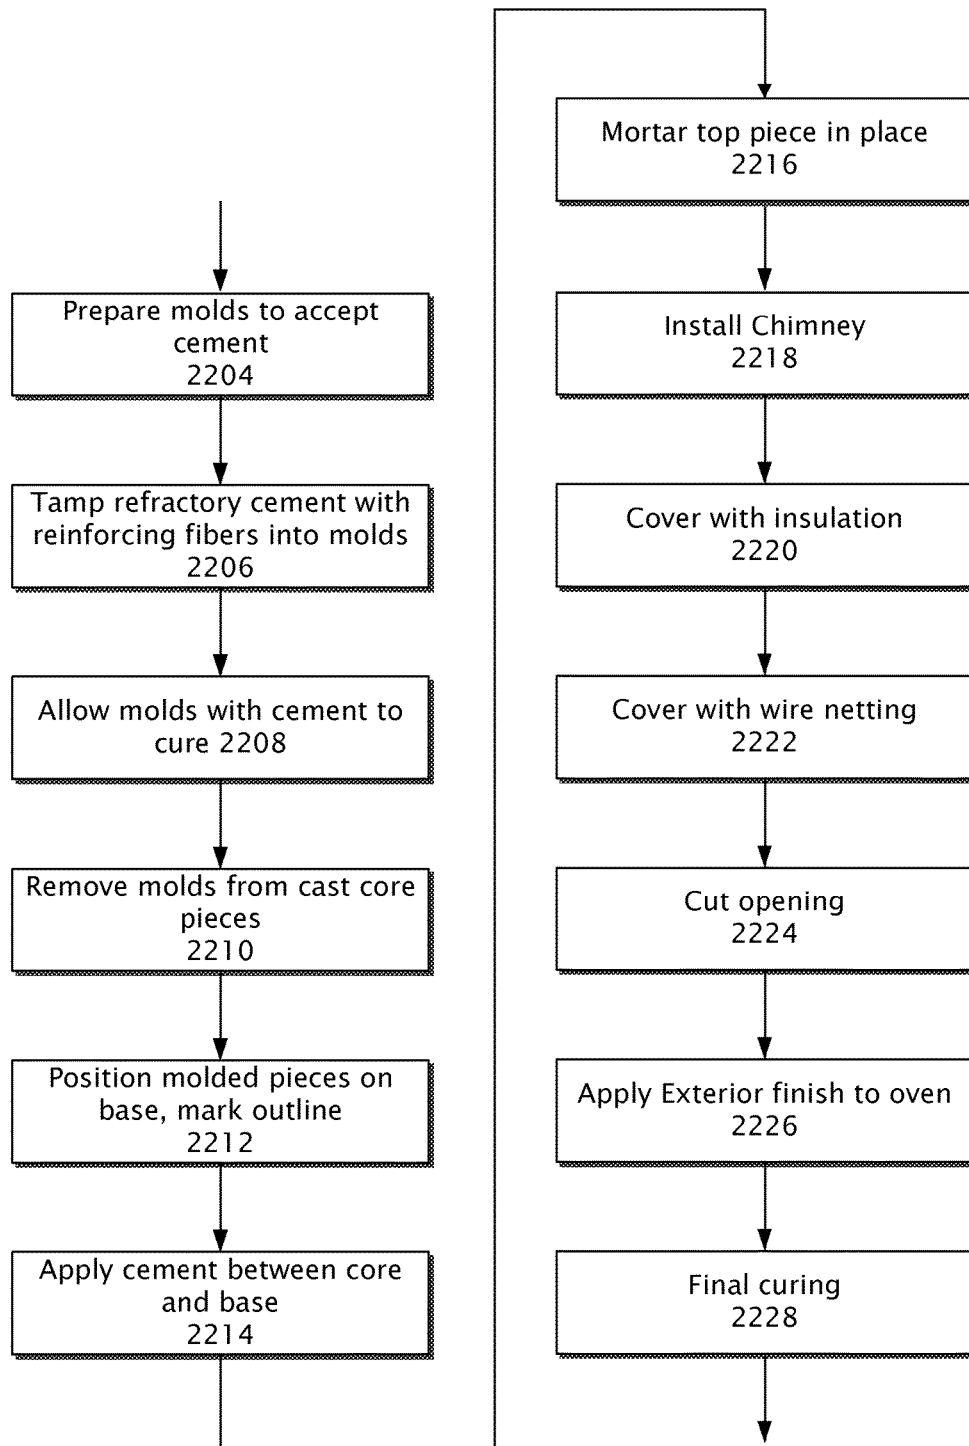 Prepare molds to accept
cement
2204
Tamp refractory cement with
reinforcing fibers into molds
2206
Allow molds with cement to
cure 2208
Remove molds from cast core
pieces
2210
Position molded pieces on
base, mark outline
2212
Apply cement between core
and base
2214
Mortar top piece in place
2216
Install Chimney
2218
Cover with insulation
2220
Cover with wire netting
2222
Cut opening
2224
Apply Exterior finish to oven
2226
Final curing
2228